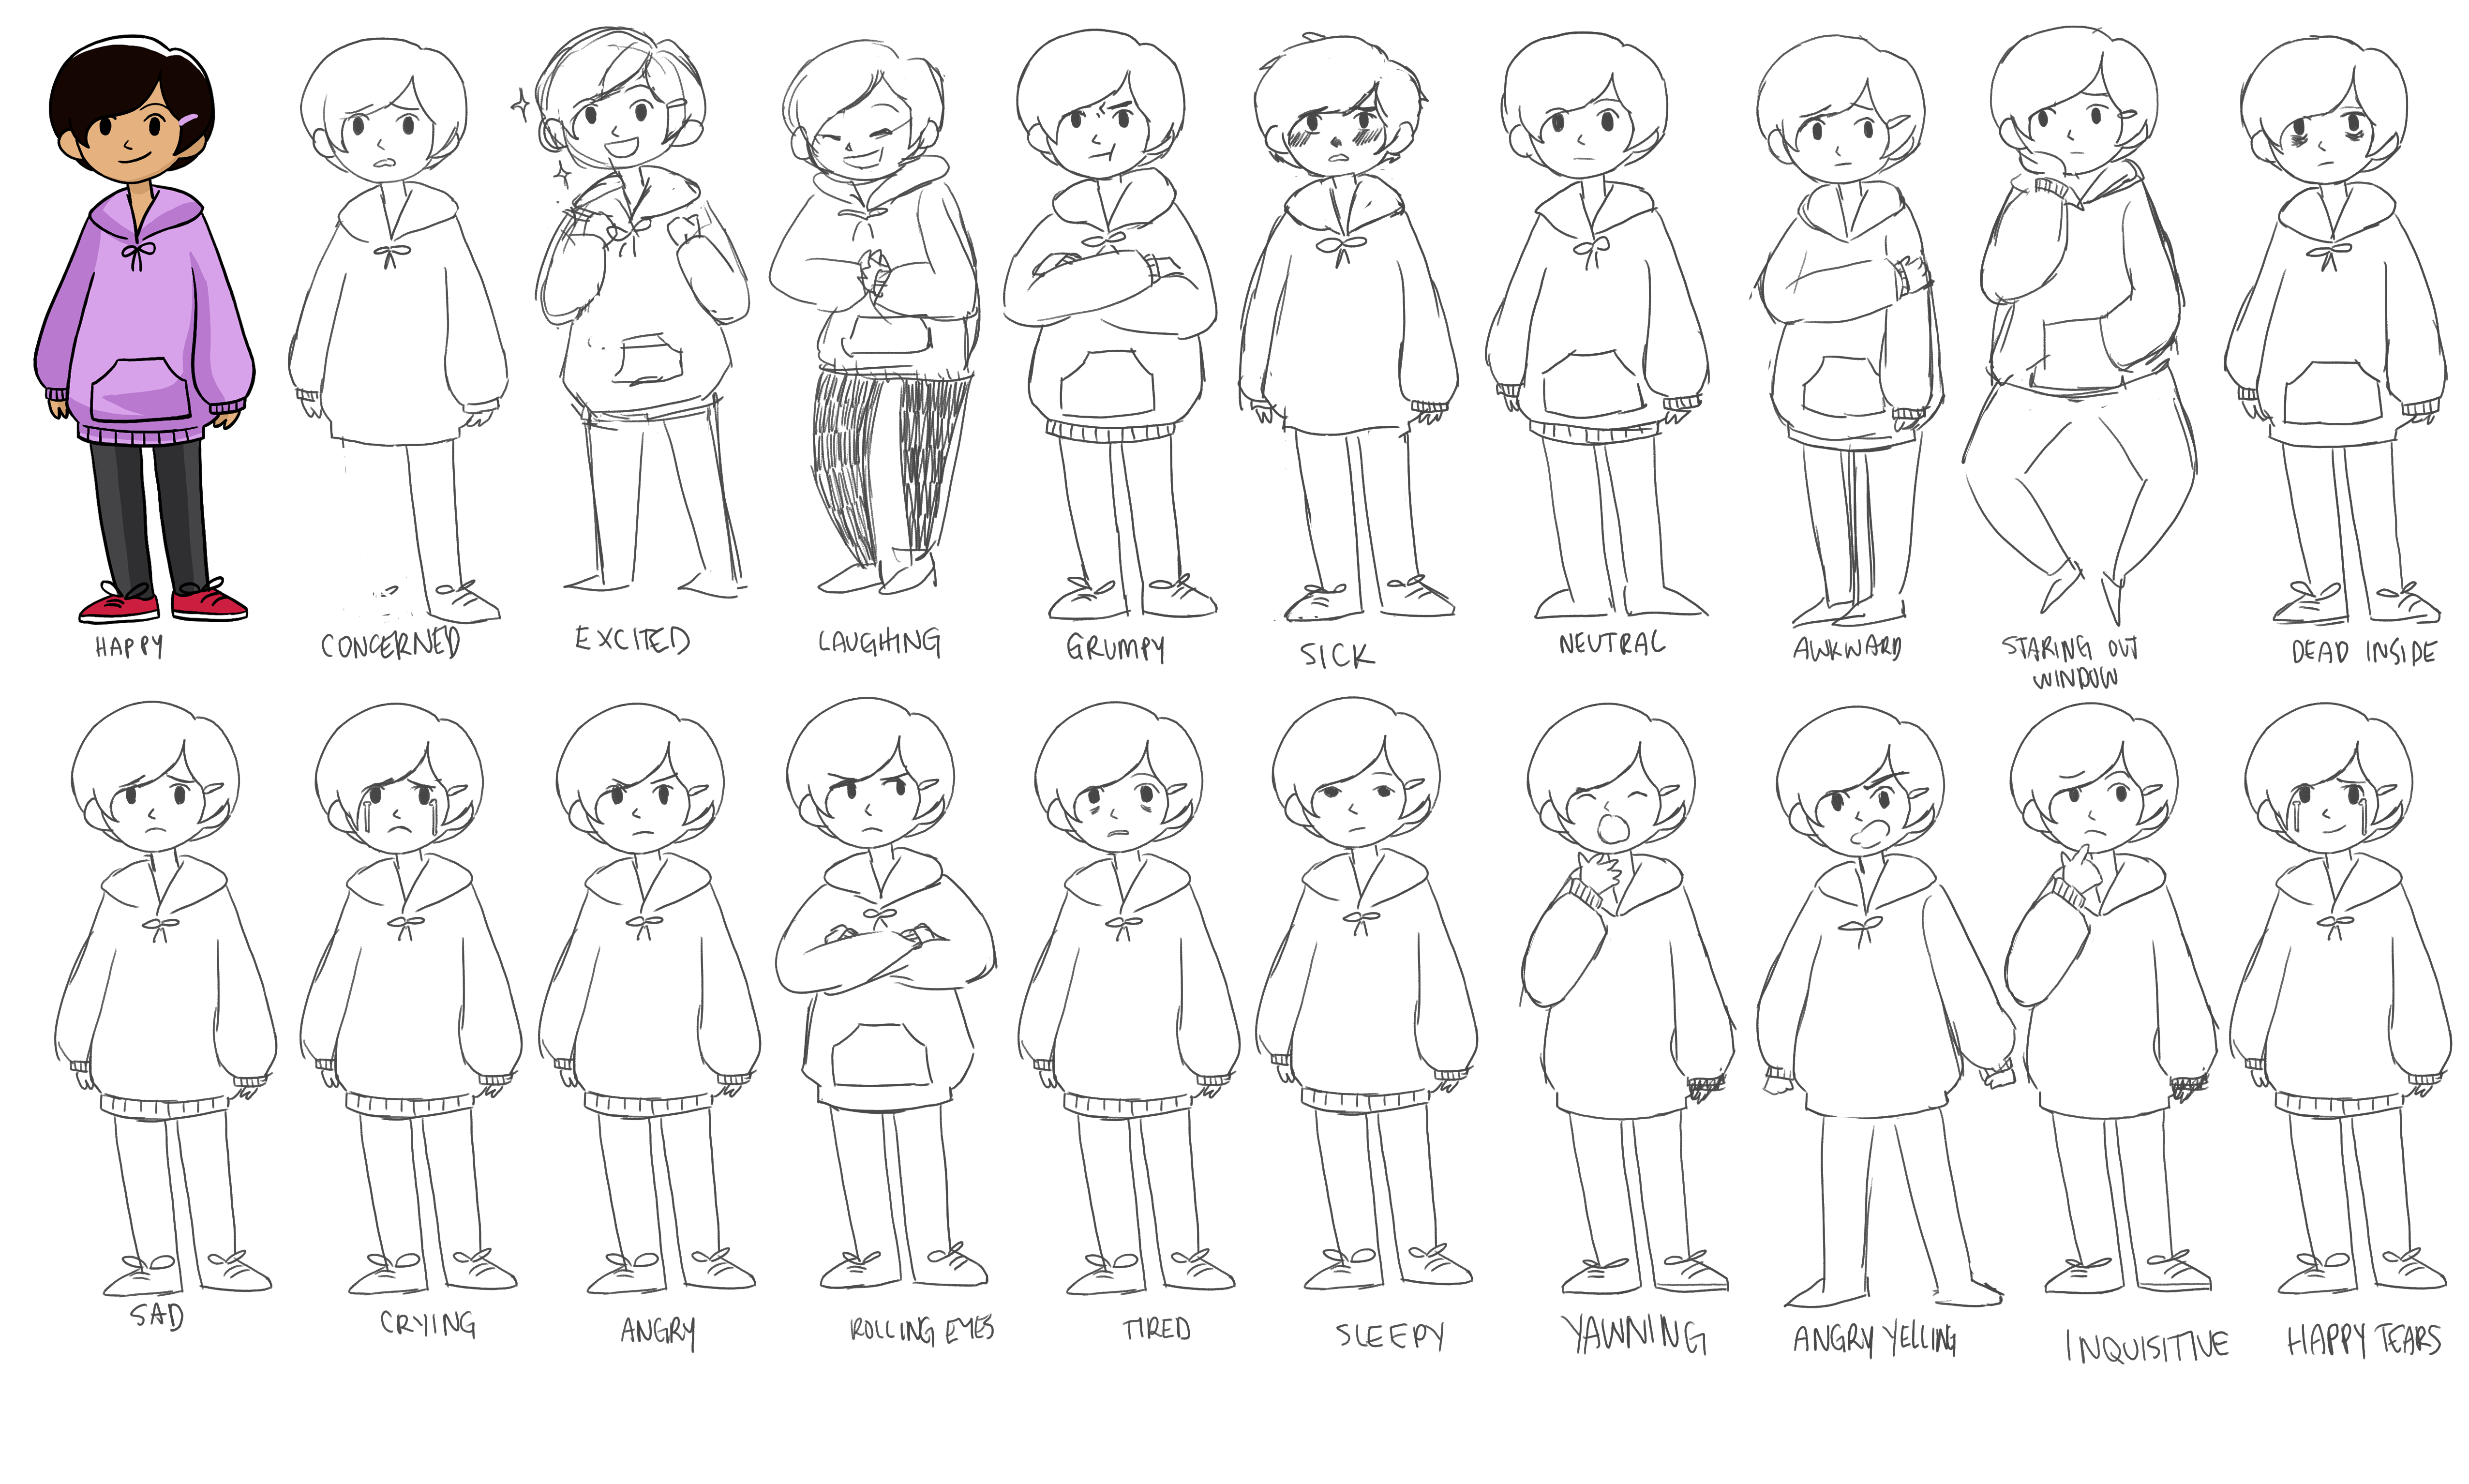 HAPPY
CONCERNED
EXCITED
LAUGHING
GRUMPY
SICK
NEUTRAL
AWKWARD
STARING OUT
WINDOW
DEAD INSIDE
SAD
CRYING
ANGRY
ROLLING EYES
TIRED
SLEEPY
YAWNING
ANGRY YELLING
INQUISITIVE
HAPPY TEARS